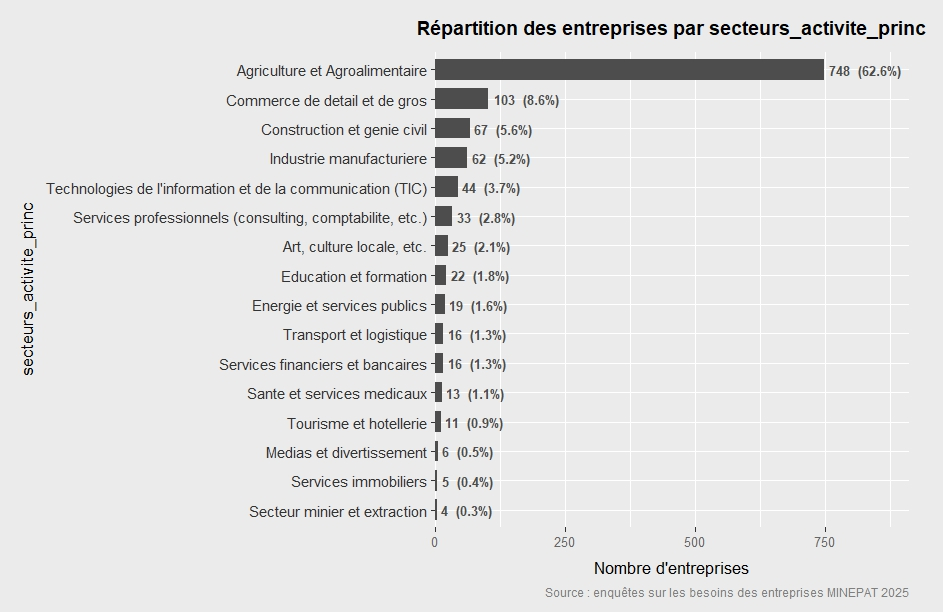 Répartition des entreprises par secteurs_activite_princ
secteurs_activite_princ
Agriculture et Agroalimentaire 748 (62.6%)
Commerce de detail et de gros 103 (8.6%)
Construction et genie civil 67 (5.6%)
Industrie manufacturiere 62 (5.2%)
Technologies de l'information et de la communication (TIC) 44 (3.7%)
Services professionnels (consulting, comptabilite, etc.) 33 (2.8%)
Art, culture locale, etc. 25 (2.1%)
Education et formation 22 (1.8%)
Energie et services publics 19 (1.6%)
Transport et logistique 16 (1.3%)
Services financiers et bancaires 16 (1.3%)
Sante et services medicaux 13 (1.1%)
Tourisme et hotellerie 11 (0.9%)
Medias et divertissement 6 (0.5%)
Services immobiliers 5 (0.4%)
Secteur minier et extraction 4 (0.3%)
0 250 500 750
Nombre d'entreprises
Source : enquêtes sur les besoins des entreprises MINEPAT 2025